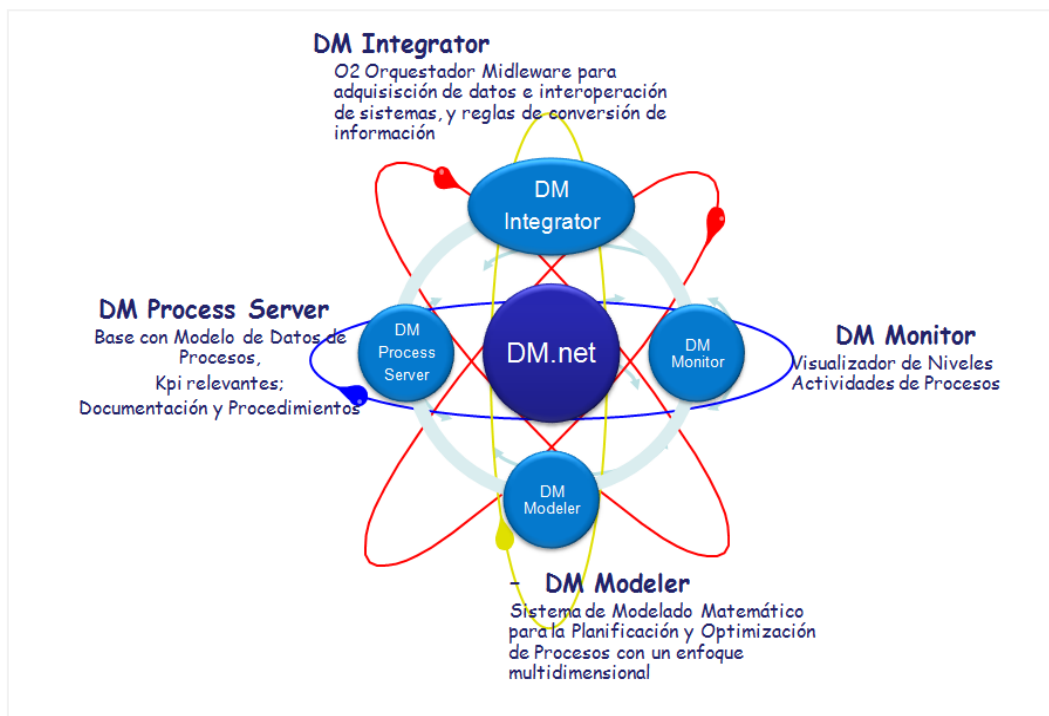 DM Integrator
O2 Orquestador Midleware para
adquisisción de datos e interoperación
de sistemas, y reglas de conversión de
información
DM
Integrator
DM Process Server
Base con Modelo de Datos de
Procesos,
Kpi relevantes;
Documentación y Procedimientos
DM
Process
Server
DM.net
DM
Monitor
DM Monitor
Visualizador de Niveles
Actividades de Procesos
DM
Modeler
- DM Modeler
Sistema de Modelado Matemático
para la Planificación y Optimización
de Procesos con un enfoque
multidimensional